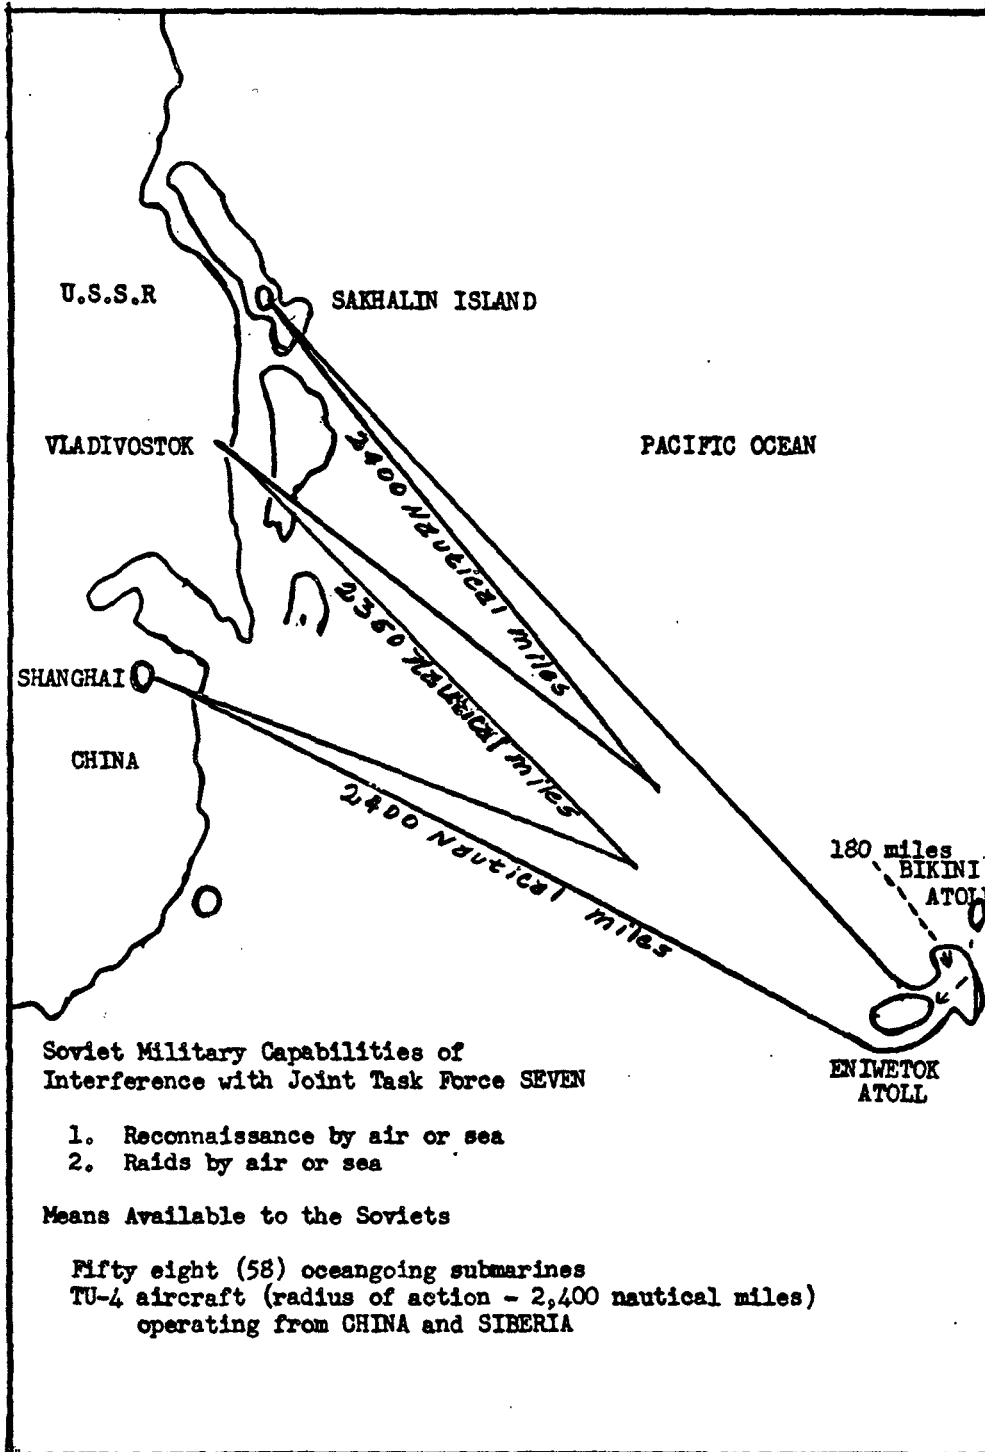 U.S.S.R
SAKHALIN ISLAND
VLADIVOSTOK
PACIFIC OCEAN
2400 Nautical miles
2360 Nautical miles
SHANGHAI
CHINA
2,400 Nautical miles
180 miles
BIKINI
ATOLL
ENIWETOK
ATOLL
Soviet Military Capabilities of
Interference with Joint Task Force SEVEN
1. Reconnaissance by air or sea
2. Raids by air or sea
Means Available to the Soviets
Fifty eight (58) oceangoing submarines
TU-4 aircraft (radius of action - 2,400 nautical miles)
operating from CHINA and SIBERIA